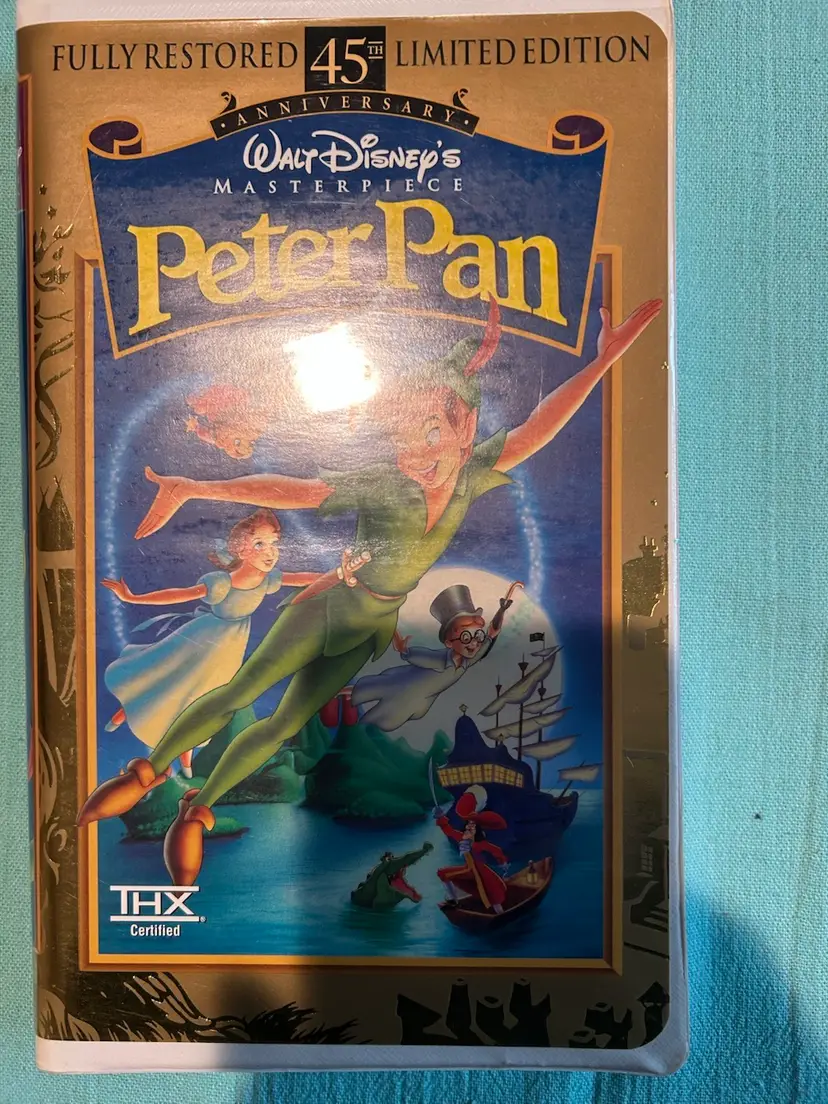 FULLY RESTORED 45TH LIMITED EDITION
• ANNIVERSARY •
WALT DISNEY'S
MASTERPIECE
Peter Pan
THX®
Certified